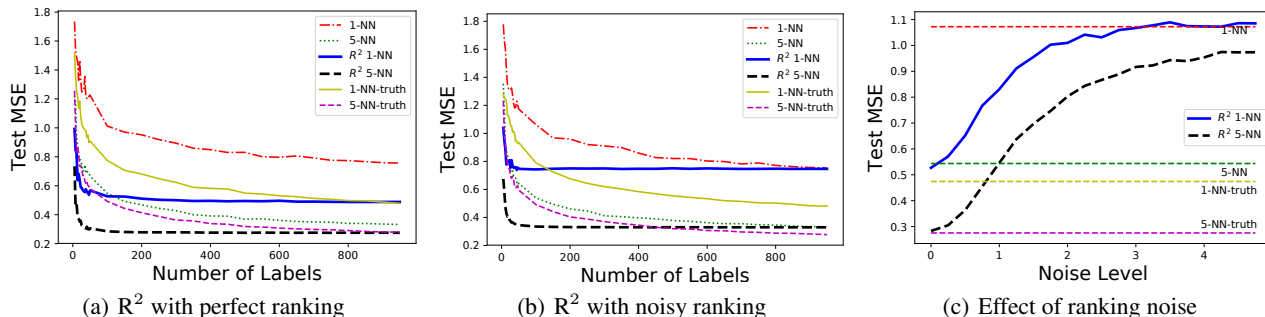 1.8
1.6
1.4
1.2
1.0
0.8
0.6
0.4
0.2
Test MSE
0
200
400
600
800
Number of Labels
1-NN
5-NN
R² 1-NN
R² 5-NN
1-NN-truth
5-NN-truth
(a) R² with perfect ranking
1.8
1.6
1.4
1.2
1.0
0.8
0.6
0.4
0.2
Test MSE
0
200
400
600
800
Number of Labels
1-NN
5-NN
R² 1-NN
R² 5-NN
1-NN-truth
5-NN-truth
(b) R² with noisy ranking
1.1
1.0
0.9
0.8
0.7
0.6
0.5
0.4
0.3
Test MSE
0
1
2
3
4
Noise Level
1-NN
R² 1-NN
R² 5-NN
5-NN
1-NN-truth
5-NN-truth
(c) Effect of ranking noise